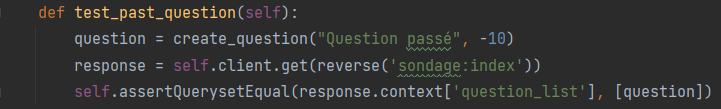 def test_past_question(self):
question = create_question("Question passé", -10)
response = self.client.get(reverse('sondage:index'))
self.assertQuerysetEqual(response.context['question_list'], [question])